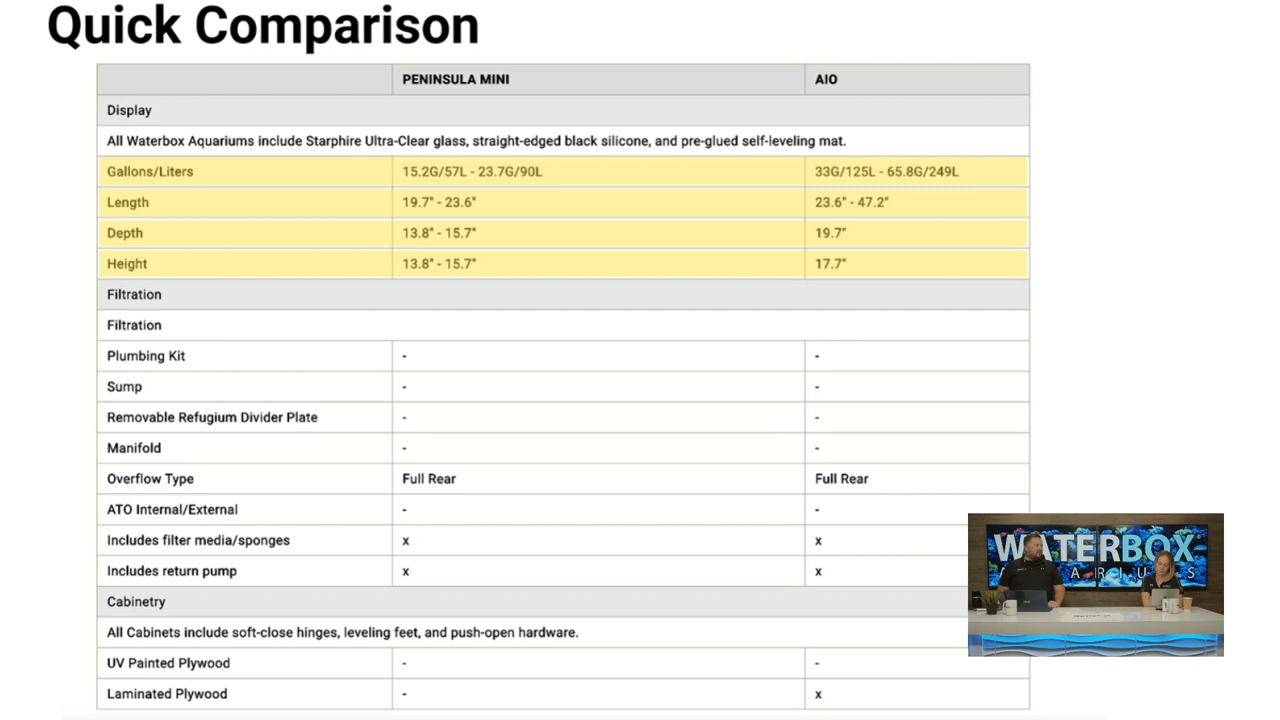 Quick Comparison
PENINSULA MINI AIO
Display
All Waterbox Aquariums include Starphire Ultra-Clear glass, straight-edged black silicone, and pre-glued self-leveling mat.
Gallons/Liters 15.2G/57L - 23.7G/90L 33G/125L - 65.8G/249L
Length 19.7" - 23.6" 23.6" - 47.2"
Depth 13.8" - 15.7" 19.7"
Height 13.8" - 15.7" 17.7"
Filtration
Filtration
Plumbing Kit - -
Sump - -
Removable Refugium Divider Plate - -
Manifold - -
Overflow Type Full Rear Full Rear
ATO Internal/External - -
Includes filter media/sponges x x
Includes return pump x x
Cabinetry
All Cabinets include soft-close hinges, leveling feet, and push-open hardware.
UV Painted Plywood - -
Laminated Plywood - x
WATERBOX